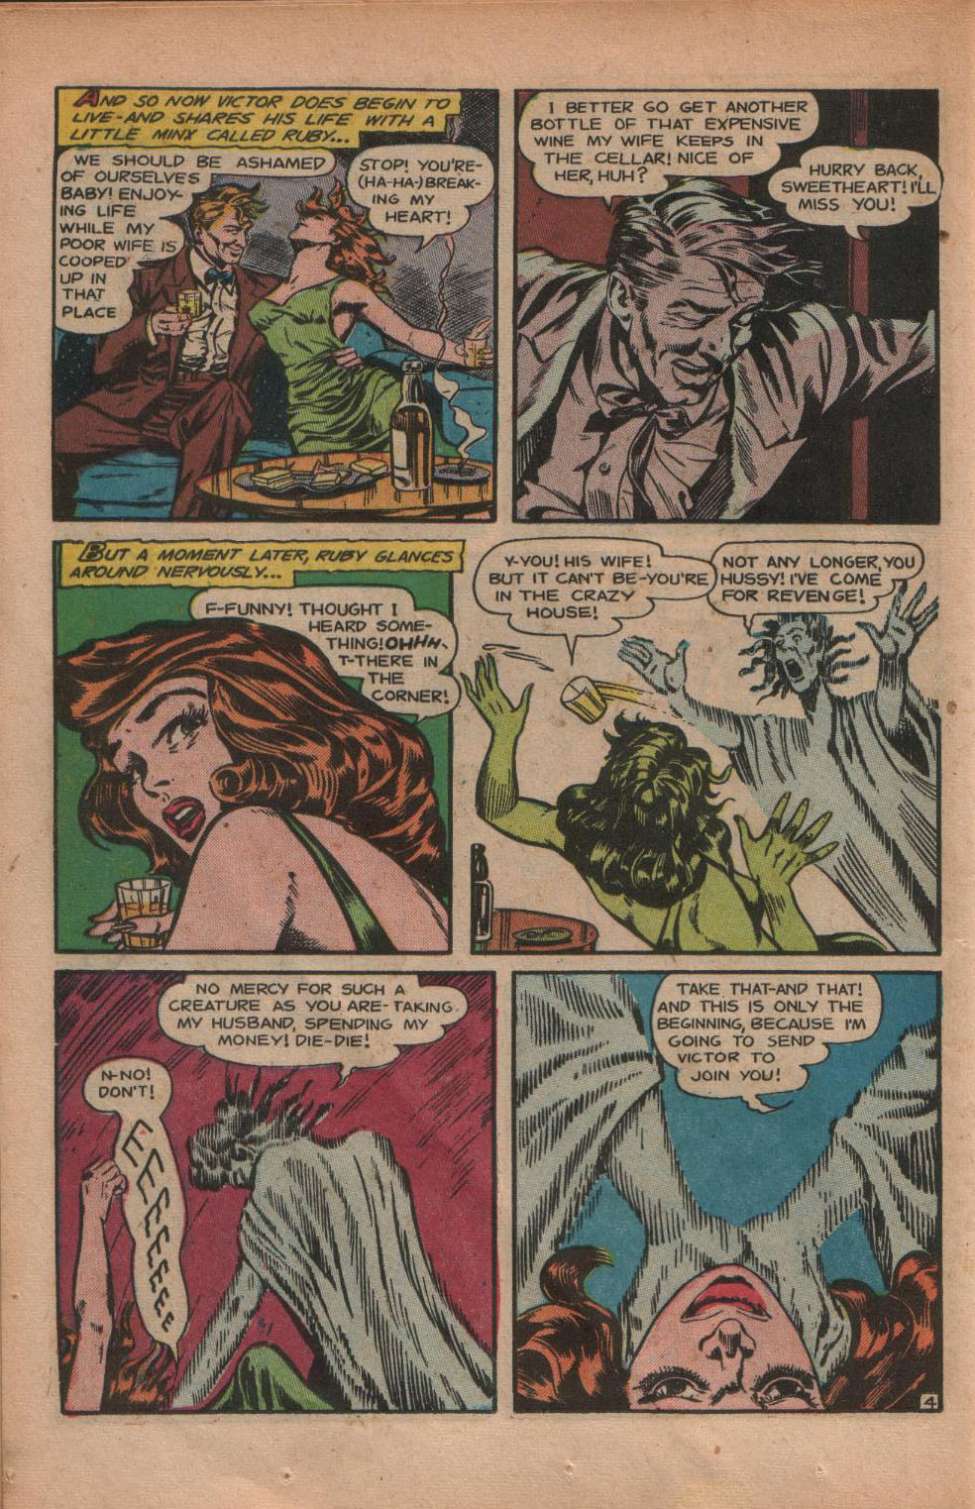 AND SO NOW VICTOR DOES BEGIN TO
LIVE-AND SHARES HIS LIFE WITH A
LITTLE MINX CALLED RUBY...
WE SHOULD BE ASHAMED
OF OURSELVES
BABY! ENJOY-
ING LIFE
WHILE MY
POOR WIFE IS
COOPED
UP IN
THAT
PLACE
STOP! YOU'RE-
(HA-HA-)BREAK-
ING MY
HEART!
I BETTER GO GET ANOTHER
BOTTLE OF THAT EXPENSIVE
WINE MY WIFE KEEPS IN
THE CELLAR! NICE OF
HER, HUH?
HURRY BACK,
SWEETHEART! I'LL
MISS YOU!
BUT A MOMENT LATER, RUBY GLANCES
AROUND NERVOUSLY...
F-FUNNY! THOUGHT I
HEARD SOME-
THING! OHHH,
T-THERE IN
THE
CORNER!
Y-YOU! HIS WIFE!
BUT IT CAN'T BE-YOU'RE
IN THE CRAZY
HOUSE!
NOT ANY LONGER, YOU
HUSSY! I'VE COME
FOR REVENGE!
NO MERCY FOR SUCH A
CREATURE AS YOU ARE-TAKING
MY HUSBAND, SPENDING MY
MONEY! DIE-DIE!
N-NO!
DON'T!
EEEEEEEEE
TAKE THAT-AND THAT!
AND THIS IS ONLY THE
BEGINNING, BECAUSE I'M
GOING TO SEND
VICTOR TO
JOIN YOU!
4